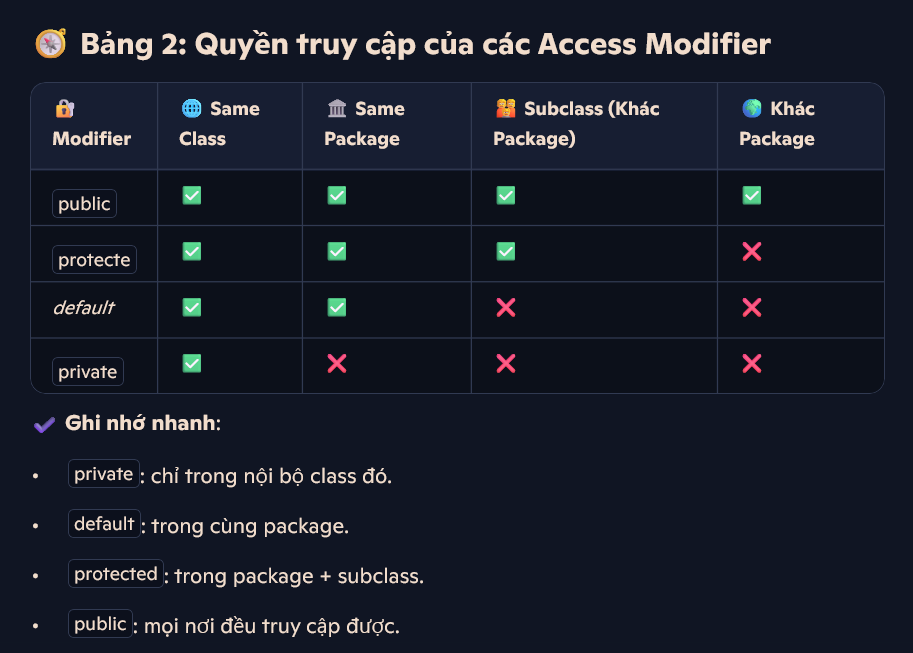 🧭 Bảng 2: Quyền truy cập của các Access Modifier
🔐 Modifier
🌐 Same Class
🏛️ Same Package
👨‍👩‍👧 Subclass (Khác Package)
🌍 Khác Package
public ✅ ✅ ✅ ✅
protecte ✅ ✅ ✅ ❌
default ✅ ✅ ❌ ❌
private ✅ ❌ ❌ ❌
✔ Ghi nhớ nhanh:
• private: chỉ trong nội bộ class đó.
• default: trong cùng package.
• protected: trong package + subclass.
• public: mọi nơi đều truy cập được.